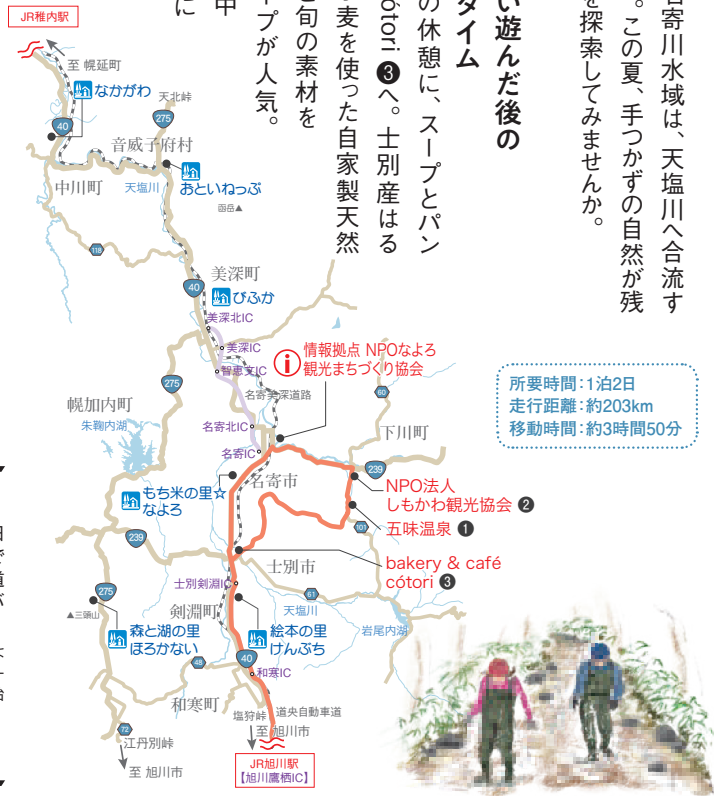 名寄川水域は、天塩川へ合流す
。この夏、手つかずの自然が残
を探索してみませんか。
い遊んだ後の
タイム
の休憩に、スープとパン
cótori ❸へ。士別産はる
麦を使った自家製天然
旬の素材を
ープが人気。
中
に
JR稚内駅
至 幌延町
なかがわ
天北峠
40
275
音威子府村
中川町
天塩川
おといねっぷ
函岳▲
118
美深町
40
びふか
美深北IC
美深IC
智恵文IC
情報拠点 NPOなよろ
観光まちづくり協会
275
名寄美深道路
60
幌加内町
朱鞠内湖
名寄北IC
下川町
名寄IC
239
名寄市
もち米の里☆
なよろ
NPO法人
しもかわ観光協会 ❷
五味温泉 ❶
101
239
bakery & café
cótori ❸
士別市
士別剣淵IC
61
275
剣淵町
天塩川
▲三頭山
岩尾内湖
森と湖の里
ほろかない
絵本の里
けんぶち
40
48
和寒IC
和寒町
塩狩峠
道央自動車道
72
至 旭川市
江丹別峠
至 旭川市
JR旭川駅
【旭川鷹栖IC】
所要時間：1泊2日
走行距離：約203km
移動時間：約3時間50分